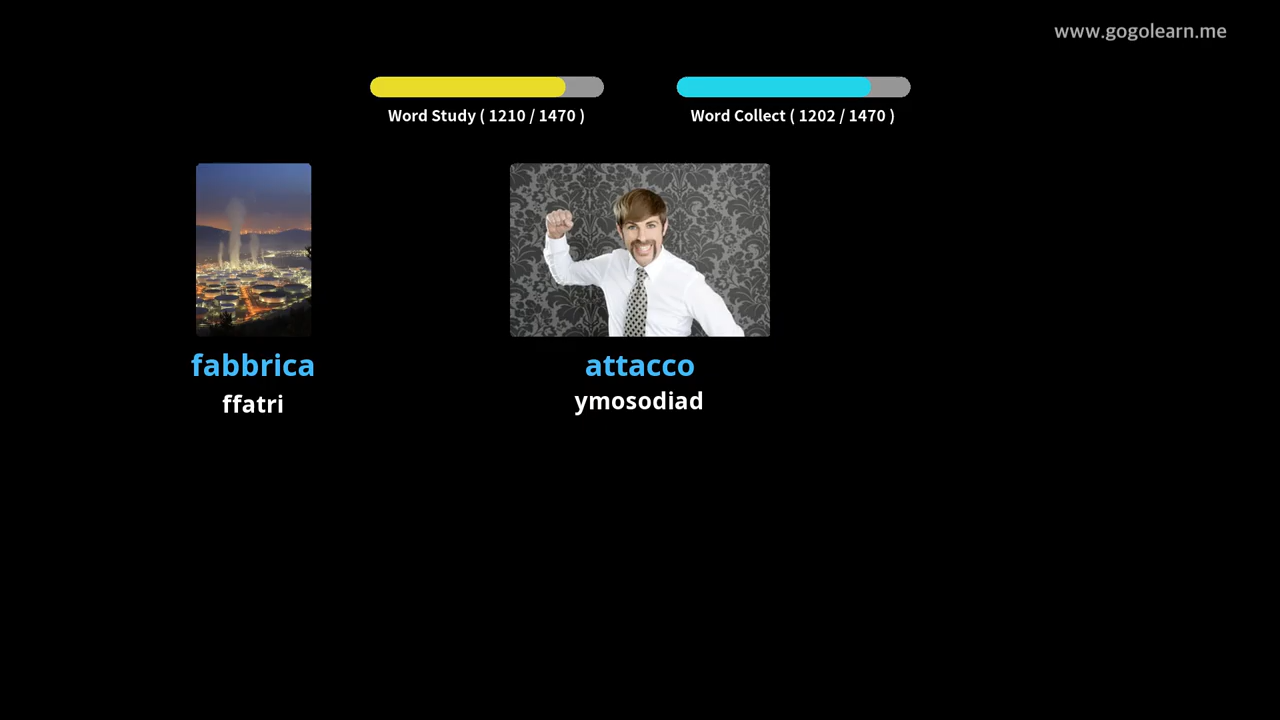 www.gogolearn.me
Word Study ( 1210 / 1470 )
Word Collect ( 1202 / 1470 )
fabbrica
ffatri
attacco
ymosodiad